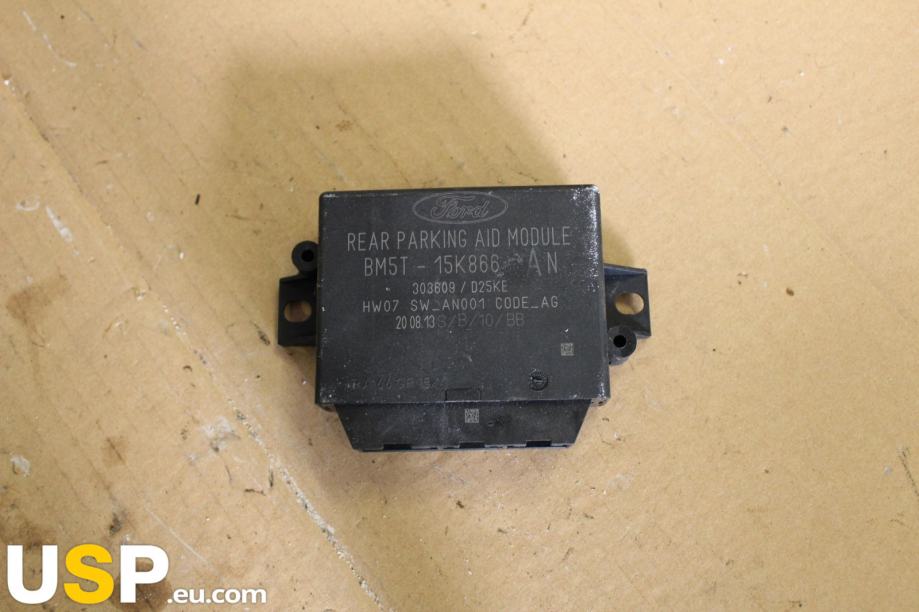 Ford
REAR PARKING AID MODULE
BM5T - 15K866 - AN
303609 / D25KE
HW07 SW_AN001 CODE_AG
20 08.13 S/B/10/BB
USP.eu.com